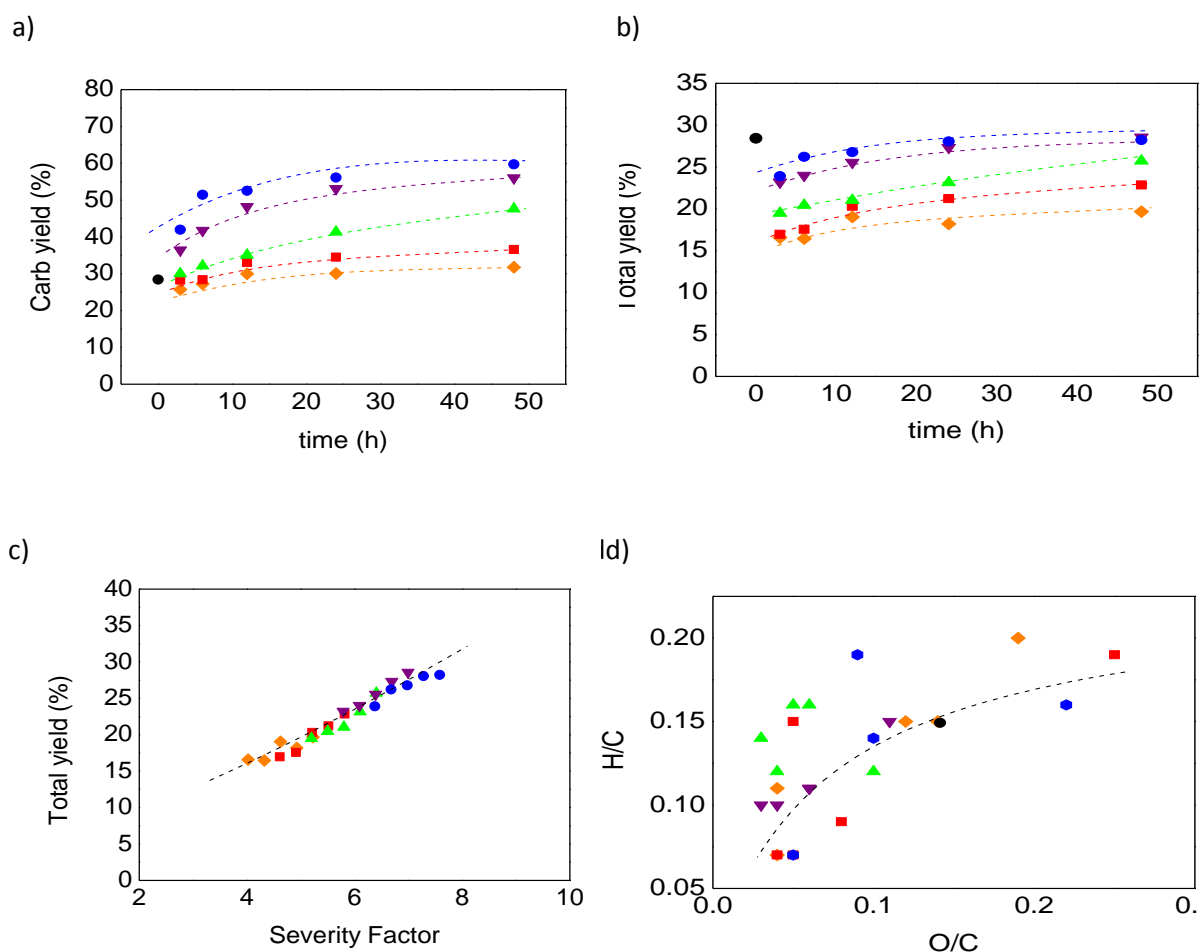 a)
b)
80
70
60
50
40
30
20
10
0
Carb yield (%)
0 10 20 30 40 50
time (h)
35
30
25
20
15
10
5
0
Total yield (%)
0 10 20 30 40 50
time (h)
c)
ld)
40
35
30
25
20
15
10
5
0
Total yield (%)
2 4 6 8 10
Severity Factor
0.20
0.15
0.10
0.05
H/C
0.0 0.1 0.2 0.
O/C